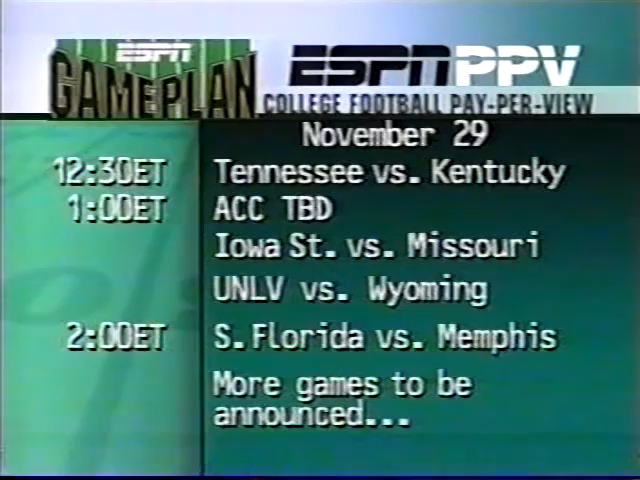 ESPN
GAMEPLAN
ESPN PPV
COLLEGE FOOTBALL PAY-PER-VIEW
November 29
12:30ET Tennessee vs. Kentucky
1:00ET ACC TBD
Iowa St. vs. Missouri
UNLV vs. Wyoming
2:00ET S. Florida vs. Memphis
More games to be
announced...